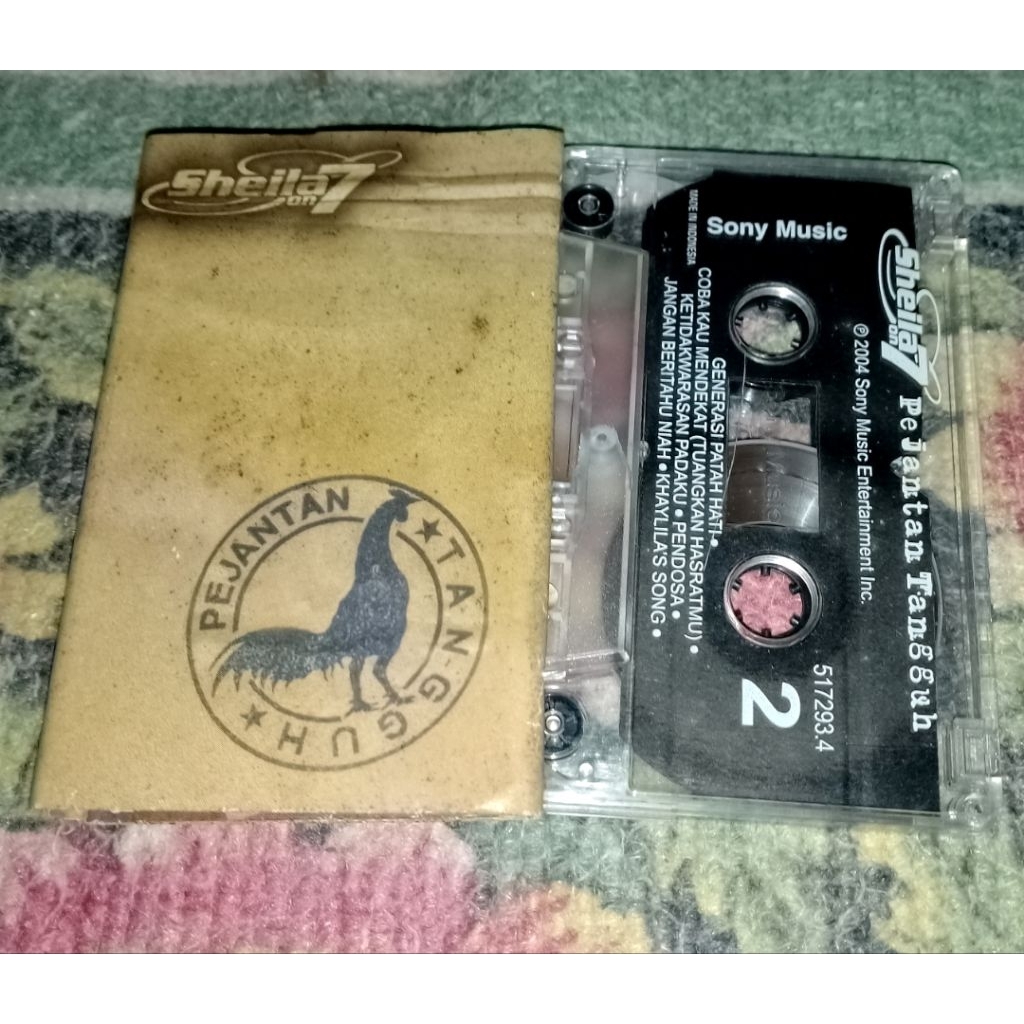 Sheila on 7
PEJANTAN TANGGUH
Sheila on 7 Pejantan Tangguh
℗ 2004 Sony Music Entertainment Inc.
Sony Music
MADE IN INDONESIA
GENERASI PATAH HATI •
COBA KAU MENDEKAT (TUANGKAN HASRATMU) •
KETIDAKWARASAN PADAKU • PENDOSA •
JANGAN BERITAHU NIAH • KHAYLILA'S SONG •
517293.4
2